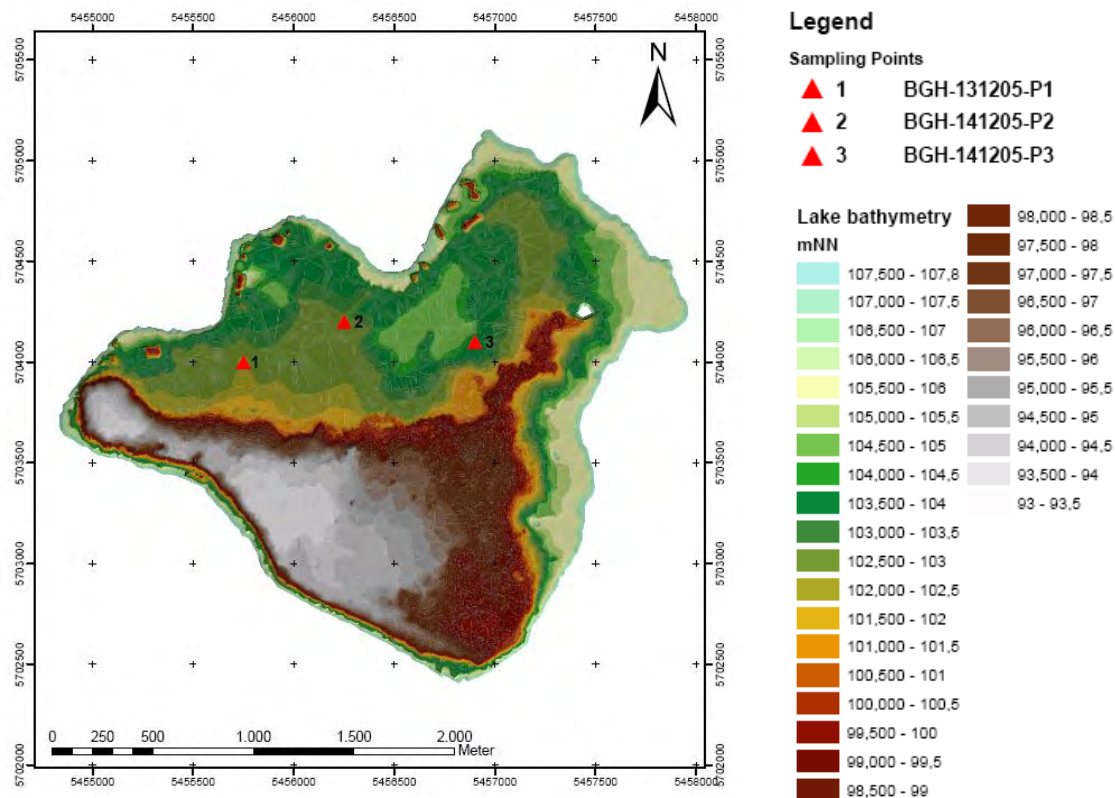 5455000 5455500 5456000 5456500 5457000 5457500 5458000
5705500 5705500
5705000 5705000
5704500 5704500
5704000 5704000
5703500 5703500
5703000 5703000
5702500 5702500
5702000 5702000
N
1
2
3
0 250 500 1.000 1.500 2.000
Meter
5455000 5455500 5456000 5456500 5457000 5457500 5458000
Legend
Sampling Points
1 BGH-131205-P1
2 BGH-141205-P2
3 BGH-141205-P3
Lake bathymetry
mNN
107,500 - 107,8
107,000 - 107,5
106,500 - 107
106,000 - 106,5
105,500 - 106
105,000 - 105,5
104,500 - 105
104,000 - 104,5
103,500 - 104
103,000 - 103,5
102,500 - 103
102,000 - 102,5
101,500 - 102
101,000 - 101,5
100,500 - 101
100,000 - 100,5
99,500 - 100
99,000 - 99,5
98,500 - 99
98,000 - 98,5
97,500 - 98
97,000 - 97,5
96,500 - 97
96,000 - 96,5
95,500 - 96
95,000 - 95,5
94,500 - 95
94,000 - 94,5
93,500 - 94
93 - 93,5